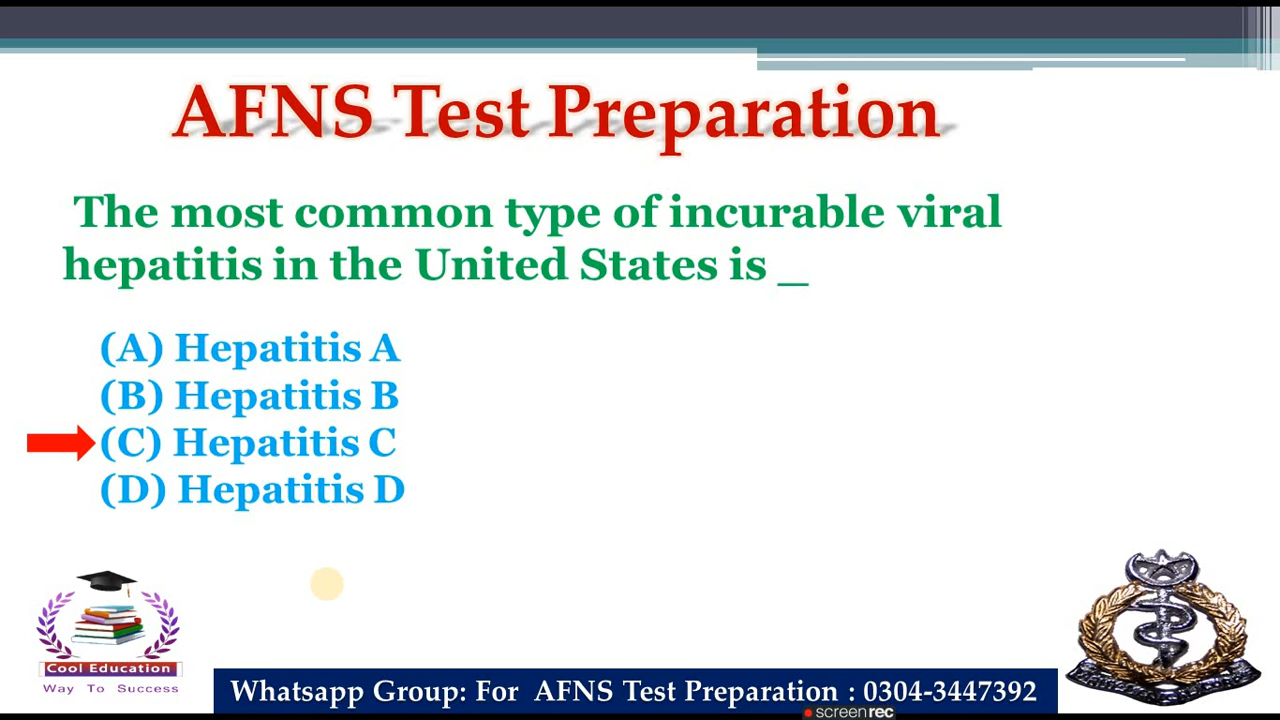 AFNS Test Preparation
The most common type of incurable viral
hepatitis in the United States is _
(A) Hepatitis A
(B) Hepatitis B
(C) Hepatitis C
(D) Hepatitis D
Cool Education
Way To Success
Whatsapp Group: For AFNS Test Preparation : 0304-3447392
screenrec